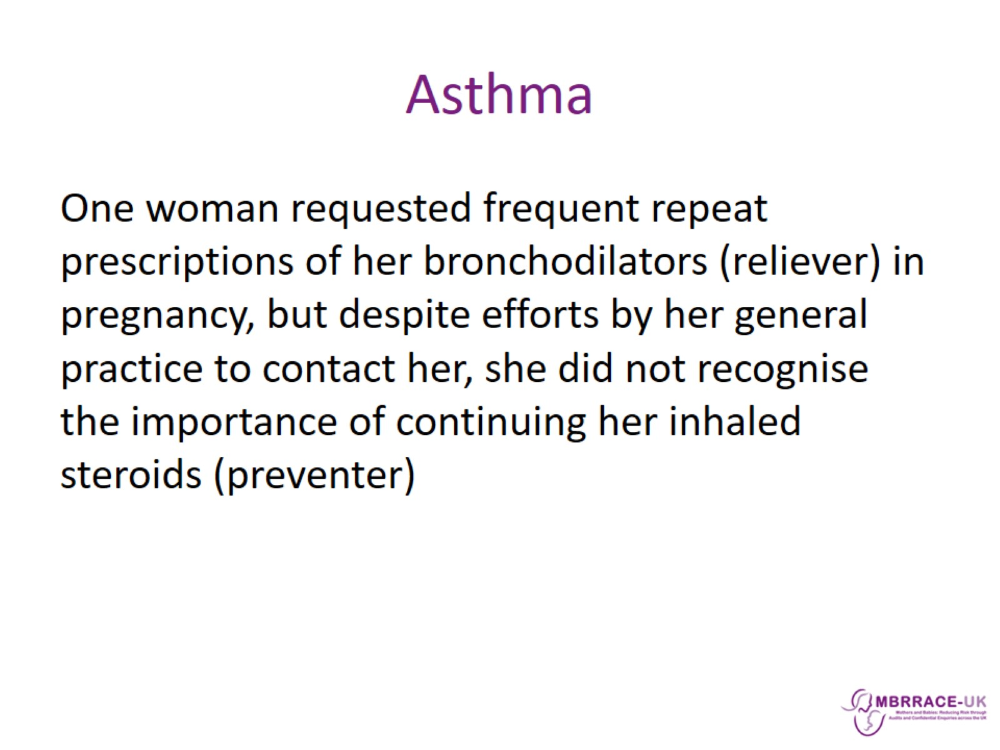 Asthma
One woman requested frequent repeat
prescriptions of her bronchodilators (reliever) in
pregnancy, but despite efforts by her general
practice to contact her, she did not recognise
the importance of continuing her inhaled
steroids (preventer)
MBRRACE-UK
Mothers and Babies: Reducing Risk through
Audits and Confidential Enquiries across the UK